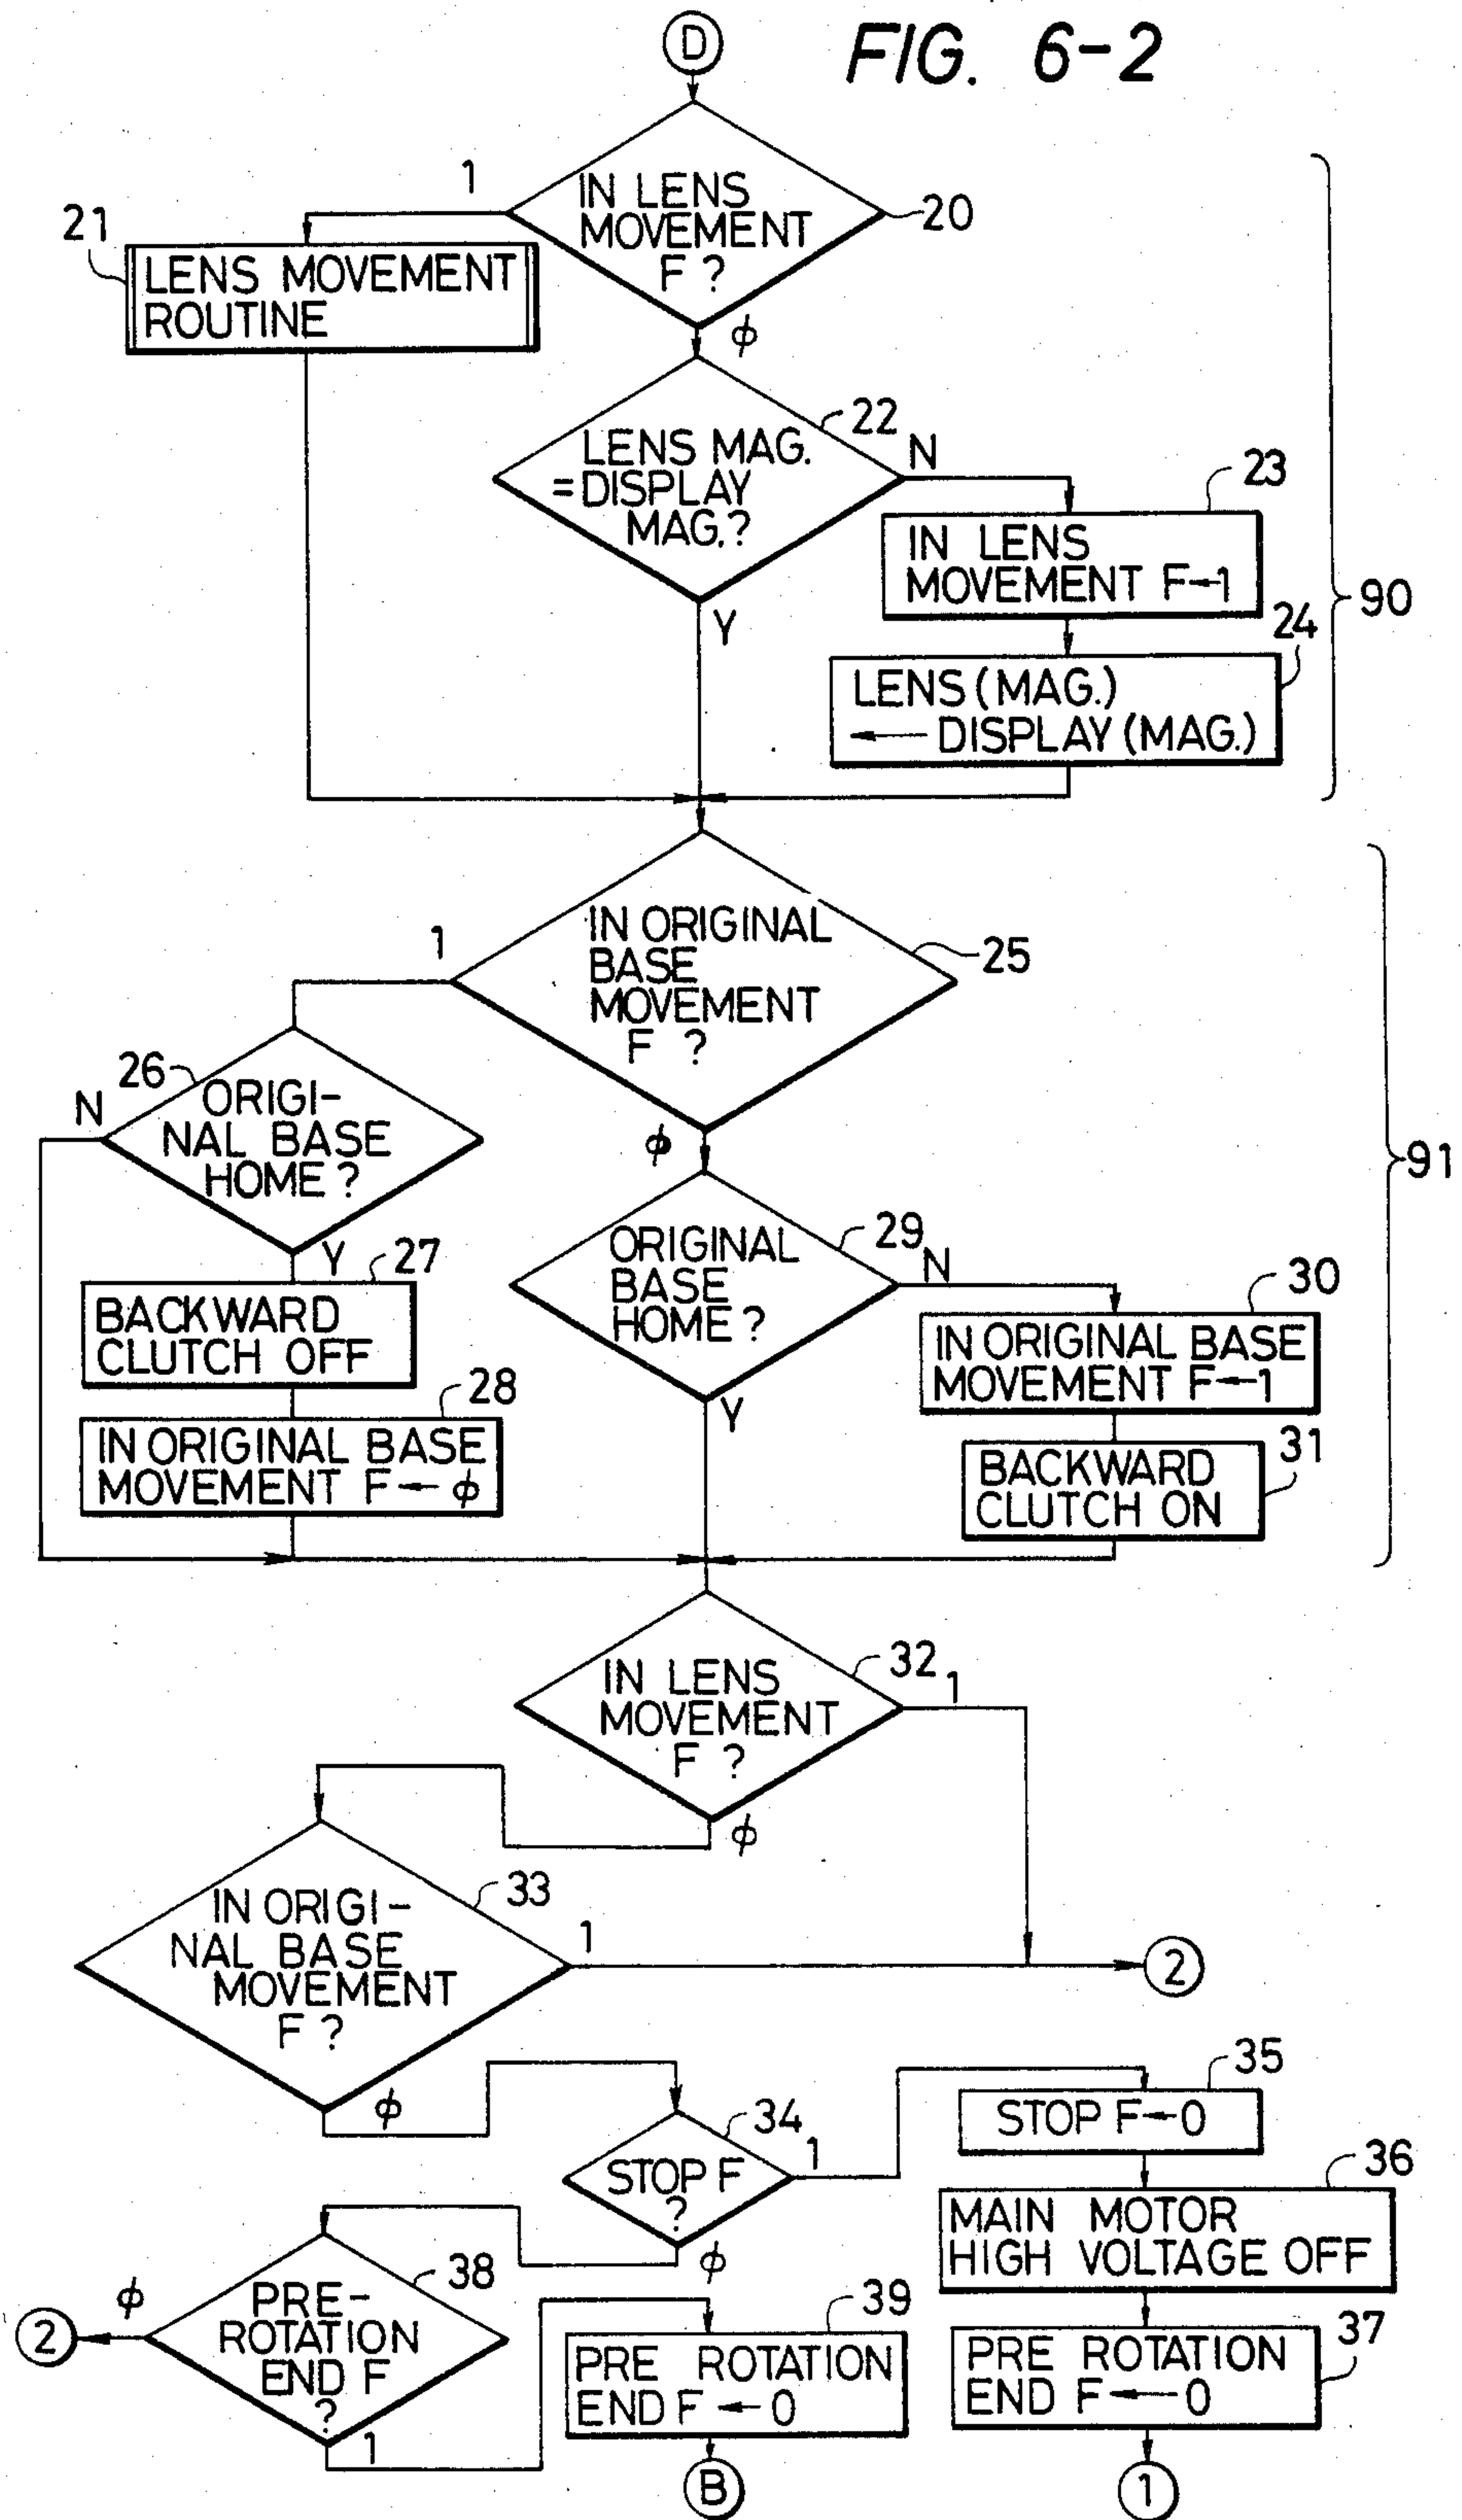 D
FIG. 6-2
IN LENS
MOVEMENT
F ?
20
1
21
LENS MOVEMENT
ROUTINE
ϕ
22
LENS MAG.
=DISPLAY
MAG.?
N
23
IN LENS
MOVEMENT F←1
24
LENS (MAG.)
← DISPLAY (MAG.)
90
Y
IN ORIGINAL
BASE
MOVEMENT
F ?
25
1
26
ORIGI-
NAL BASE
HOME ?
N
Y
27
BACKWARD
CLUTCH OFF
28
IN ORIGINAL BASE
MOVEMENT F ← ϕ
ϕ
29
ORIGINAL
BASE
HOME ?
N
30
IN ORIGINAL BASE
MOVEMENT F←1
31
BACKWARD
CLUTCH ON
91
Y
32
IN LENS
MOVEMENT
F ?
1
ϕ
33
IN ORIGI-
NAL BASE
MOVEMENT
F ?
1
2
ϕ
34
STOP F
?
1
35
STOP F←0
36
MAIN MOTOR
HIGH VOLTAGE OFF
37
PRE ROTATION
END F ← 0
1
ϕ
38
PRE-
ROTATION
END F
?
ϕ
2
1
39
PRE ROTATION
END F ← 0
B